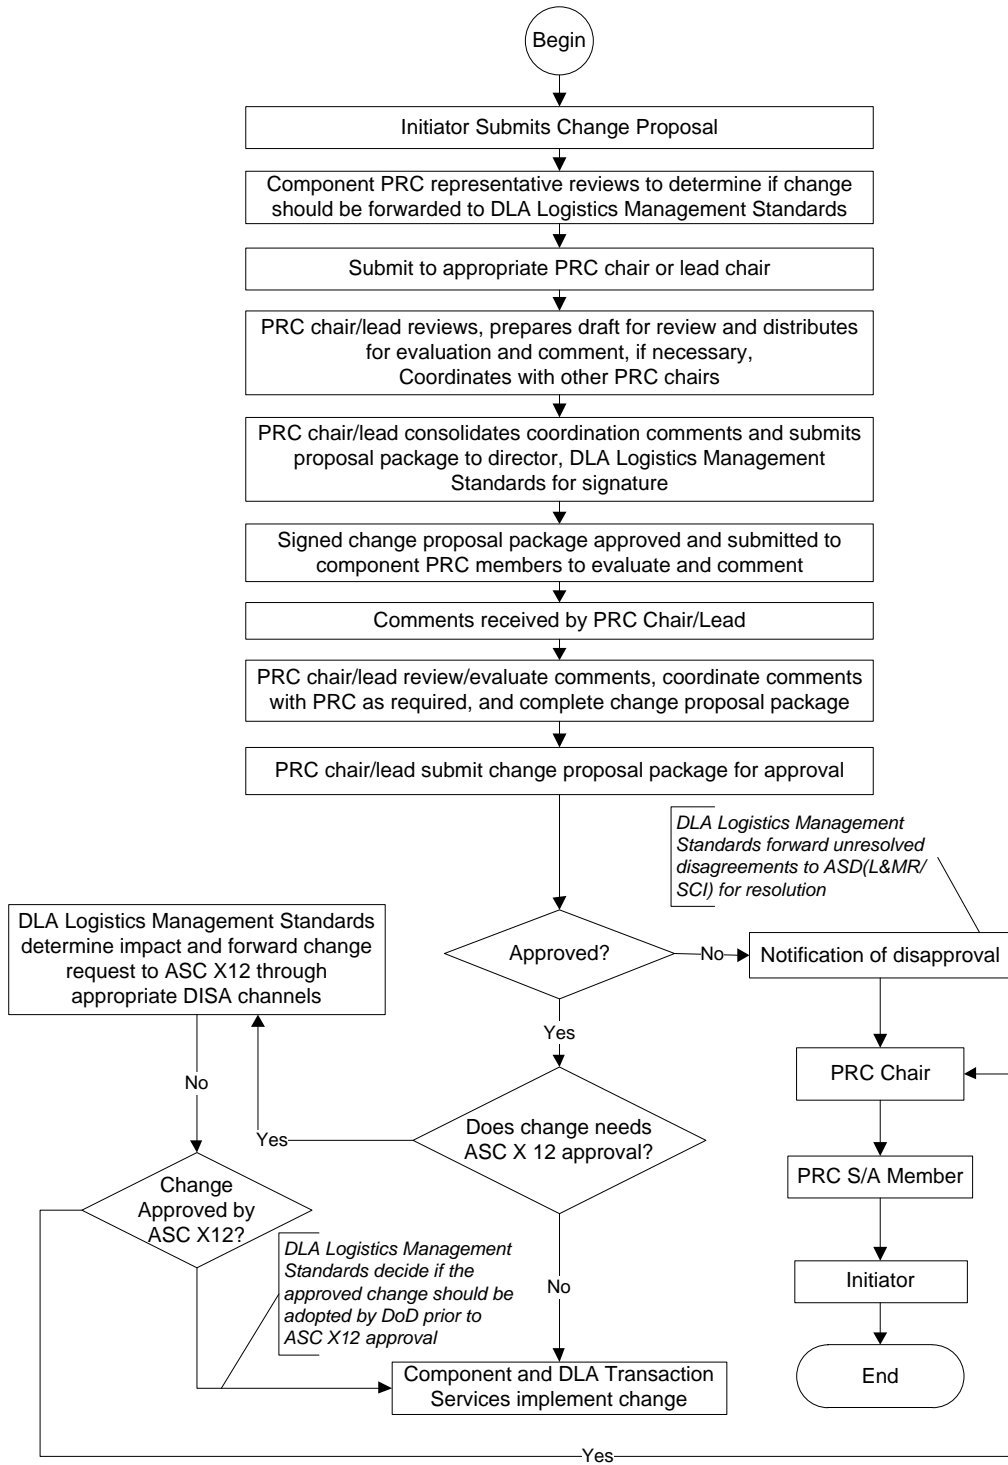 Begin
Initiator Submits Change Proposal
Component PRC representative reviews to determine if change
should be forwarded to DLA Logistics Management Standards
Submit to appropriate PRC chair or lead chair
PRC chair/lead reviews, prepares draft for review and distributes
for evaluation and comment, if necessary,
Coordinates with other PRC chairs
PRC chair/lead consolidates coordination comments and submits
proposal package to director, DLA Logistics Management
Standards for signature
Signed change proposal package approved and submitted to
component PRC members to evaluate and comment
Comments received by PRC Chair/Lead
PRC chair/lead review/evaluate comments, coordinate comments
with PRC as required, and complete change proposal package
PRC chair/lead submit change proposal package for approval
DLA Logistics Management
Standards forward unresolved
disagreements to ASD(L&MR/
SCI) for resolution
DLA Logistics Management Standards
determine impact and forward change
request to ASC X12 through
appropriate DISA channels
Approved?
No
Notification of disapproval
Yes
No
PRC Chair
Does change needs
ASC X 12 approval?
Yes
PRC S/A Member
Change
Approved by
ASC X12?
DLA Logistics Management
Standards decide if the
approved change should be
adopted by DoD prior to
ASC X12 approval
No
Initiator
Component and DLA Transaction
Services implement change
End
Yes